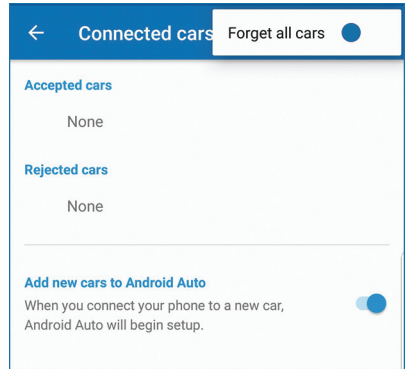 Connected cars
Forget all cars
Accepted cars
None
Rejected cars
None
Add new cars to Android Auto
When you connect your phone to a new car,
Android Auto will begin setup.